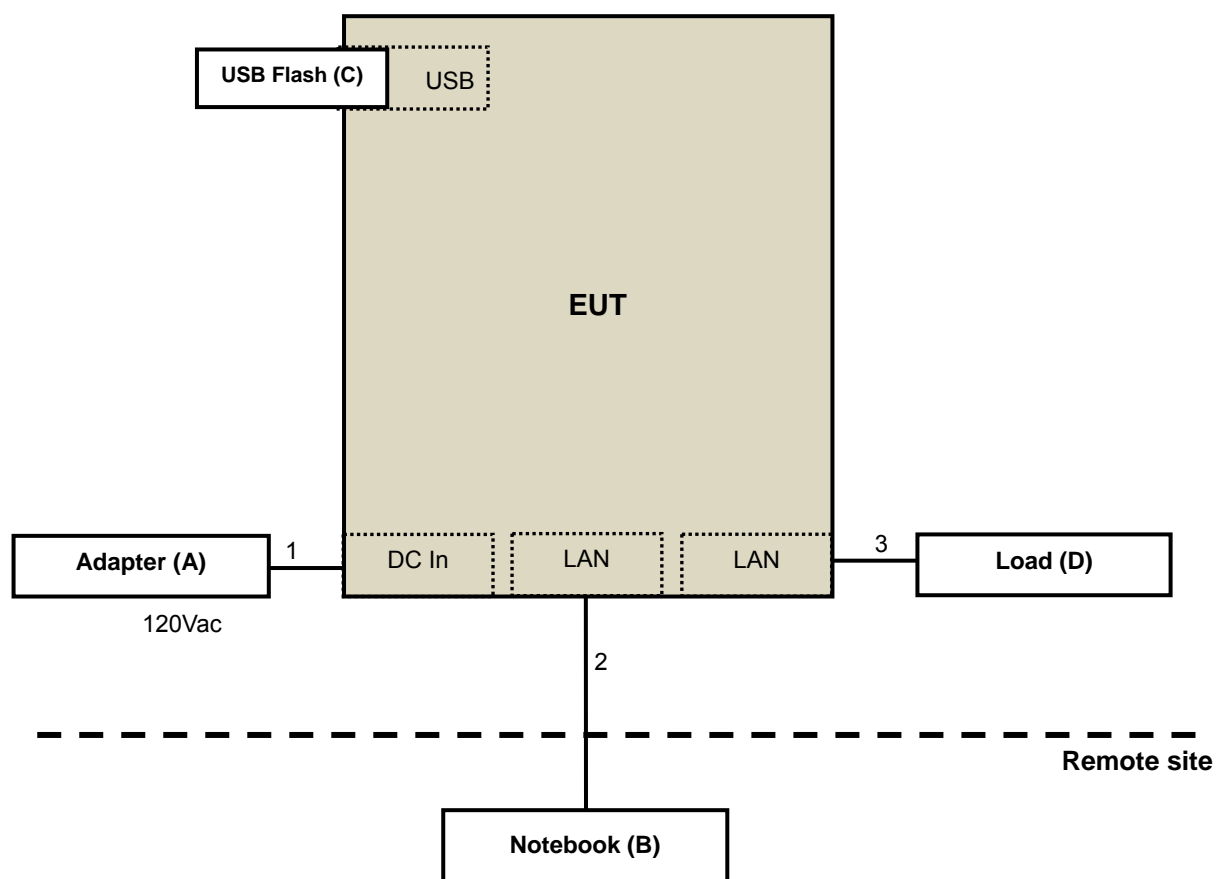 USB Flash (C)
USB
EUT
Adapter (A)
1
DC In
LAN
LAN
3
Load (D)
120Vac
2
Remote site
Notebook (B)